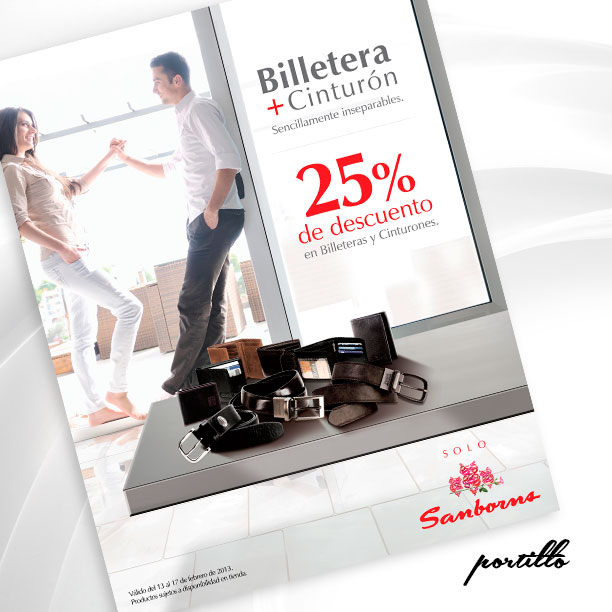 Billetera
+Cinturón
Sencillamente inseparables.
25%
de descuento
en Billeteras y Cinturones.
SOLO
Sanborns
Válido del 13 al 17 de febrero de 2013.
Productos sujetos a disponibilidad en tienda.
portillo